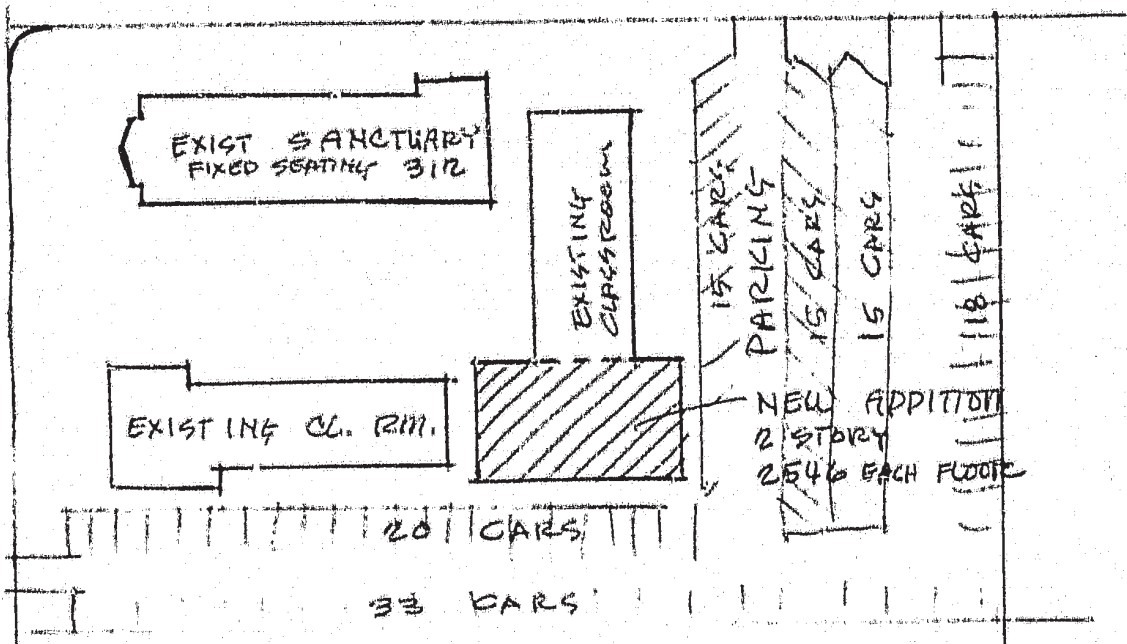 EXIST SANCTUARY
FIXED SEATING 312
EXISTING
CLASSROOM
15 CARS
PARKING
15 CARS
15 CARS
18 CARS
EXISTING CL. RM.
NEW ADDITION
2 STORY
2546 EACH FLOOR
20 CARS
33 CARS